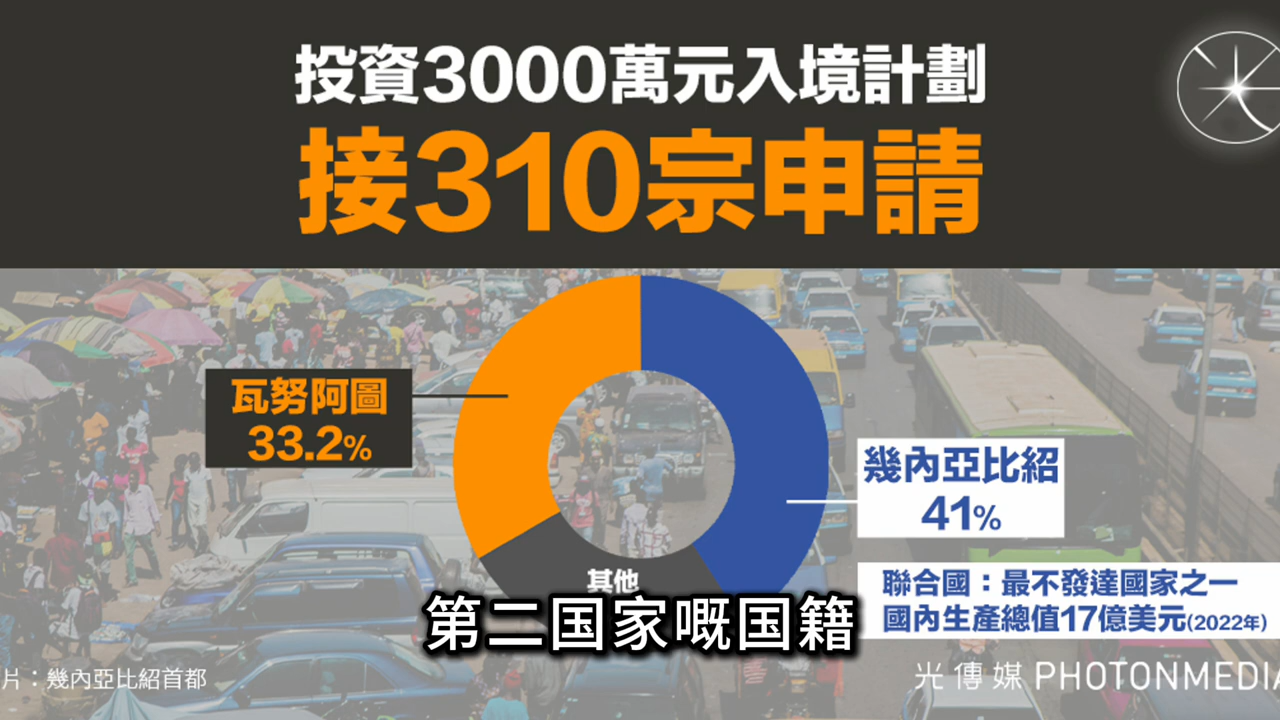 投資3000萬元入境計劃
接310宗申請
瓦努阿圖
33.2%
幾內亞比紹
41%
其他
聯合國：最不發達國家之一
國內生產總值17億美元(2022年)
第二国家嘅国籍
片：幾內亞比紹首都
光傳媒 PHOTONMEDIA